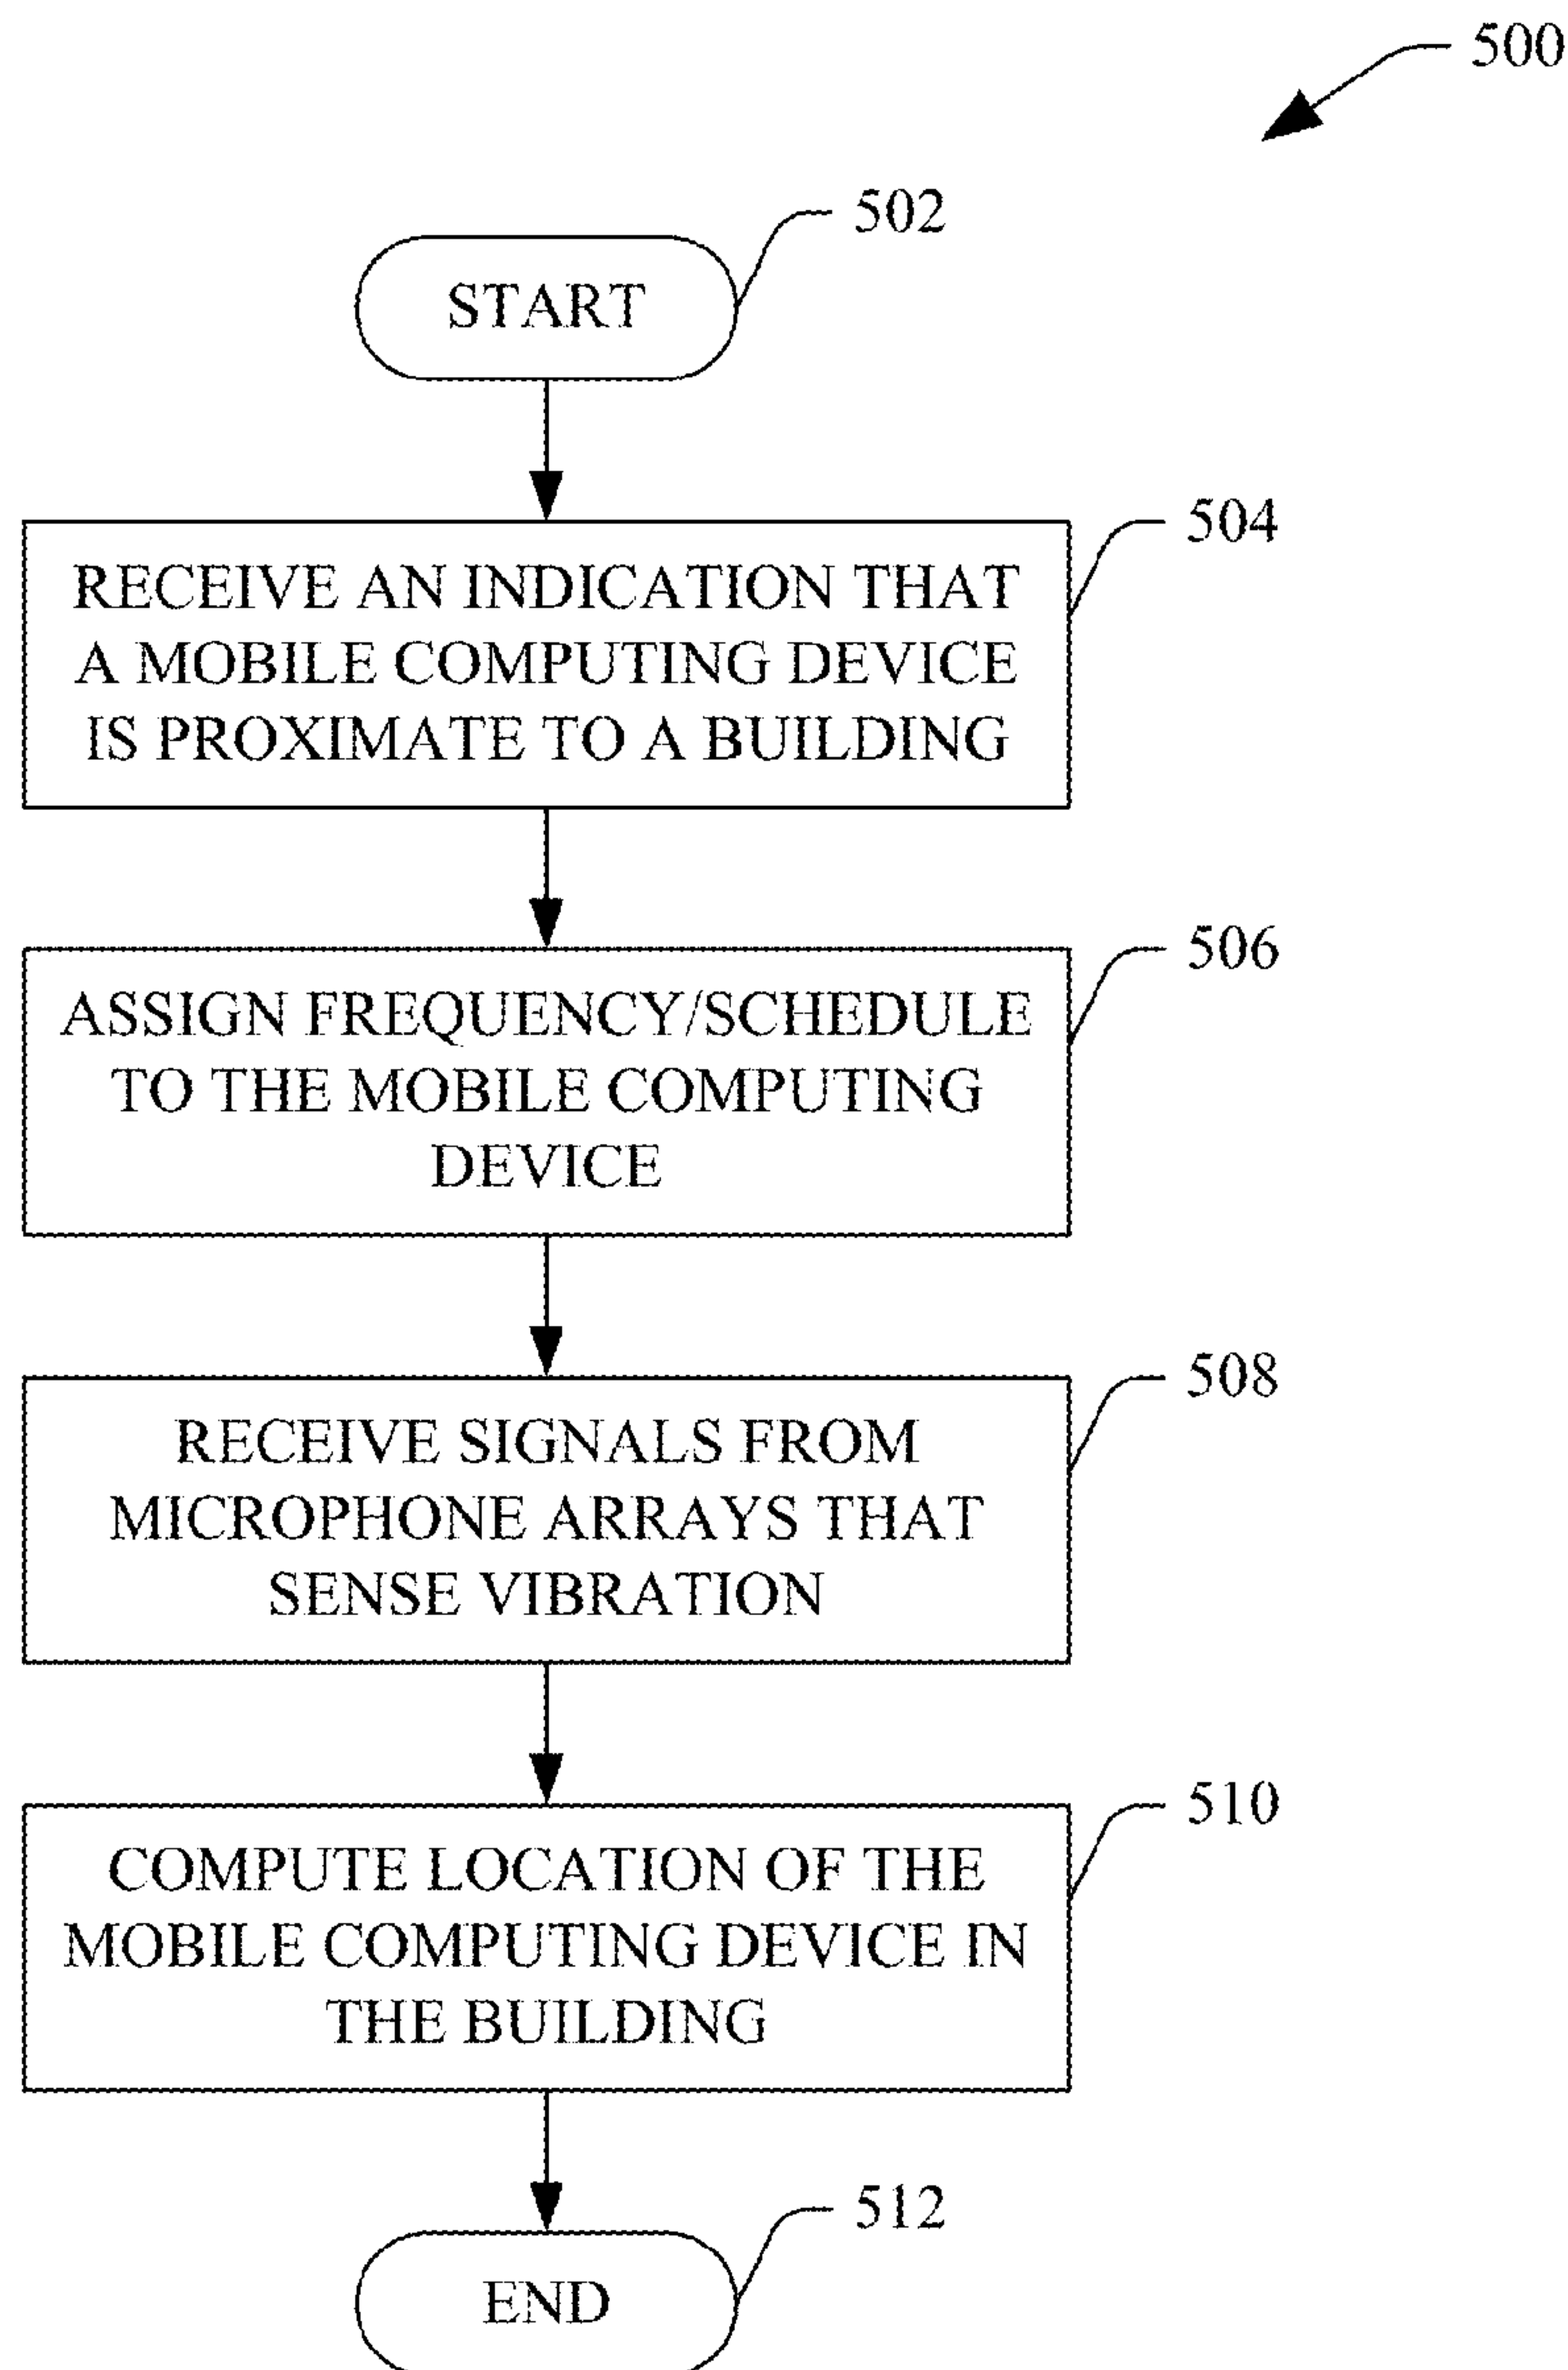 500
502
START
504
RECEIVE AN INDICATION THAT
A MOBILE COMPUTING DEVICE
IS PROXIMATE TO A BUILDING
506
ASSIGN FREQUENCY/SCHEDULE
TO THE MOBILE COMPUTING
DEVICE
508
RECEIVE SIGNALS FROM
MICROPHONE ARRAYS THAT
SENSE VIBRATION
510
COMPUTE LOCATION OF THE
MOBILE COMPUTING DEVICE IN
THE BUILDING
512
END